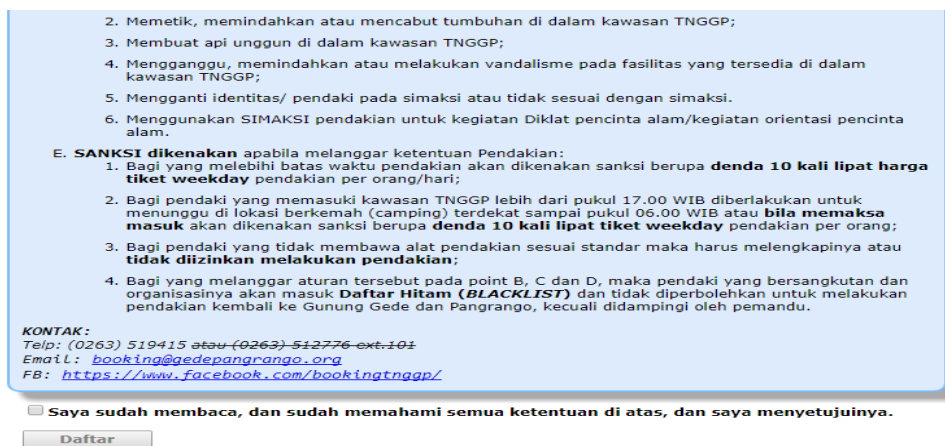 2. Memetik, memindahkan atau mencabut tumbuhan di dalam kawasan TNGGP;
3. Membuat api unggun di dalam kawasan TNGGP;
4. Mengganggu, memindahkan atau melakukan vandalisme pada fasilitas yang tersedia di dalam
kawasan TNGGP;
5. Mengganti identitas/ pendaki pada simaksi atau tidak sesuai dengan simaksi.
6. Menggunakan SIMAKSI pendakian untuk kegiatan Diklat pencinta alam/kegiatan orientasi pencinta
alam.
E. SANKSI dikenakan apabila melanggar ketentuan Pendakian:
1. Bagi yang melebihi batas waktu pendakian akan dikenakan sanksi berupa denda 10 kali lipat harga
tiket weekday pendakian per orang/hari;
2. Bagi pendaki yang memasuki kawasan TNGGP lebih dari pukul 17.00 WIB diberlakukan untuk
menunggu di lokasi berkemah (camping) terdekat sampai pukul 06.00 WIB atau bila memaksa
masuk akan dikenakan sanksi berupa denda 10 kali lipat tiket weekday pendakian per orang;
3. Bagi pendaki yang tidak membawa alat pendakian sesuai standar maka harus melengkapinya atau
tidak diizinkan melakukan pendakian;
4. Bagi yang melanggar aturan tersebut pada point B, C dan D, maka pendaki yang bersangkutan dan
organisasinya akan masuk Daftar Hitam (BLACKLIST) dan tidak diperbolehkan untuk melakukan
pendakian kembali ke Gunung Gede dan Pangrango, kecuali didampingi oleh pemandu.
KONTAK:
Telp: (0263) 519415 atau (0263) 512776 ext.101
Email: booking@gedepangrango.org
FB: https://www.facebook.com/bookingtnggp/
Saya sudah membaca, dan sudah memahami semua ketentuan di atas, dan saya menyetujuinya.
Daftar